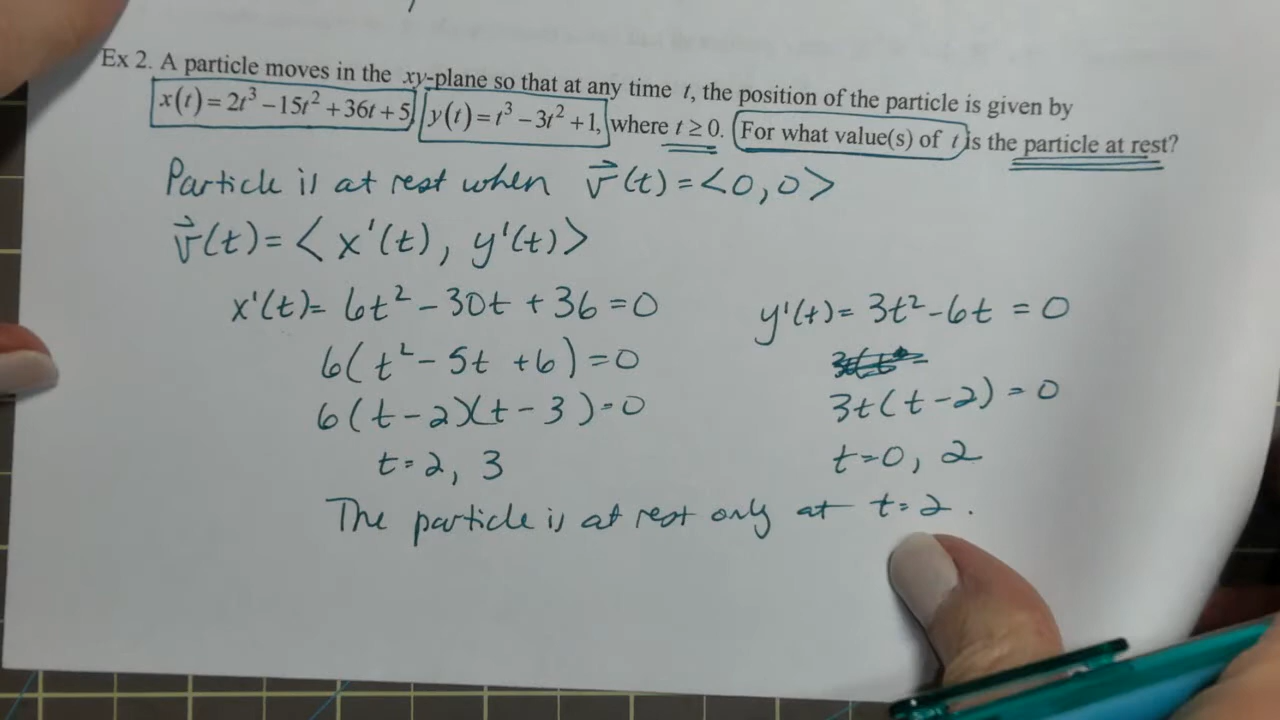 Ex 2. A particle moves in the xy-plane so that at any time t, the position of the particle is given by
x(t) = 2t³ – 15t² + 36t + 5, y(t) = t³ – 3t² + 1, where t ≥ 0. For what value(s) of t is the particle at rest?
Particle is at rest when v⃗(t) = <0, 0>
v⃗(t) = < x'(t), y'(t) >
x'(t) = 6t² – 30t + 36 = 0
y'(t) = 3t² – 6t = 0
6(t² – 5t + 6) = 0
6(t – 2)(t – 3) = 0
3t(t – 2) = 0
t = 2, 3
t = 0, 2
The particle is at rest only at t = 2.